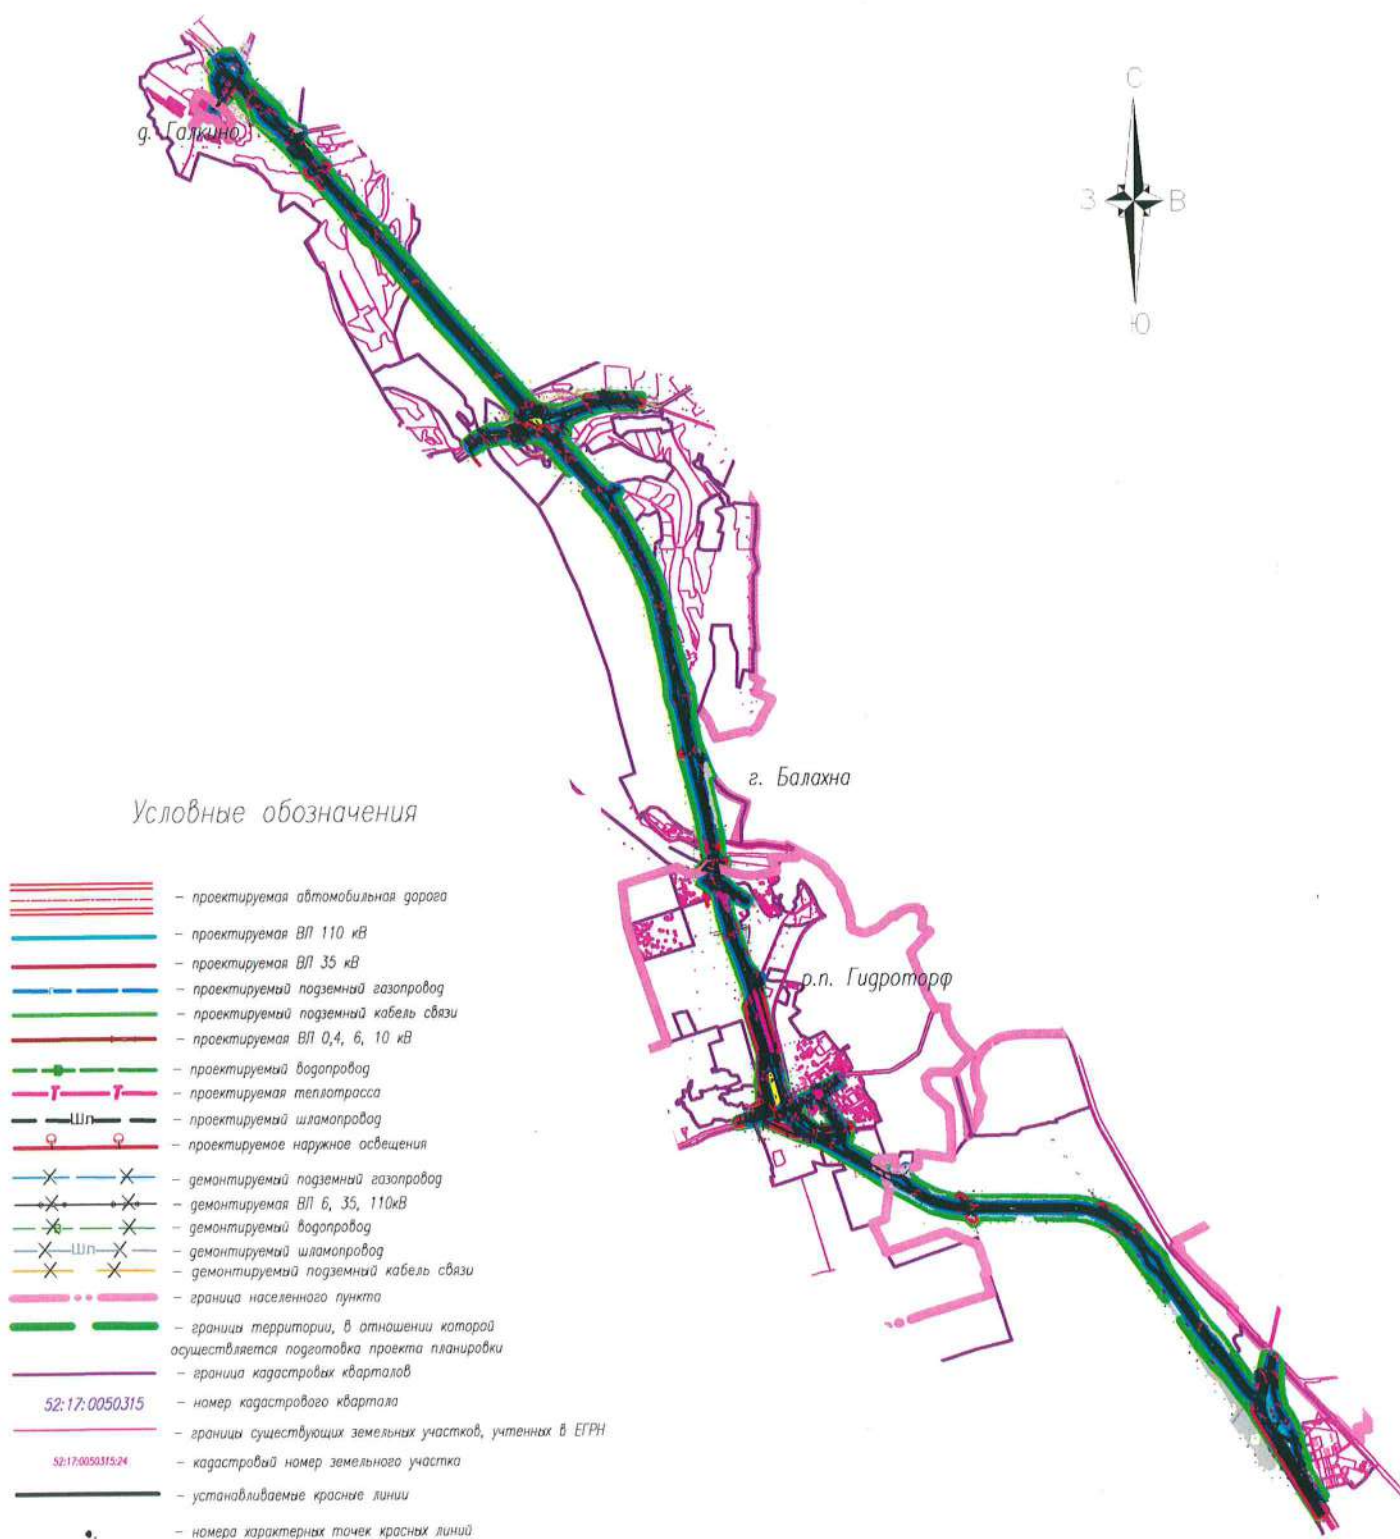 С
З
В
Ю
д. Галкино
г. Балахна
р.п. Гидроторф
Условные обозначения
– проектируемая автомобильная дорога
– проектируемая ВЛ 110 кВ
– проектируемая ВЛ 35 кВ
– проектируемый подземный газопровод
– проектируемый подземный кабель связи
– проектируемая ВЛ 0,4, 6, 10 кВ
– проектируемый водопровод
Т Т – проектируемая теплотрасса
Шл – проектируемый шламопровод
– проектируемое наружное освещения
– демонтируемый подземный газопровод
– демонтируемая ВЛ 6, 35, 110кВ
– демонтируемый водопровод
Шл – демонтируемый шламопровод
– демонтируемый подземный кабель связи
– граница населенного пункта
– границы территории, в отношении которой
осуществляется подготовка проекта планировки
– граница кадастровых кварталов
52:17:0050315 – номер кадастрового квартала
– границы существующих земельных участков, учтенных в ЕГРН
52:17:0050315:24 – кадастровый номер земельного участка
– устанавливаемые красные линии
– номера характерных точек красных линий